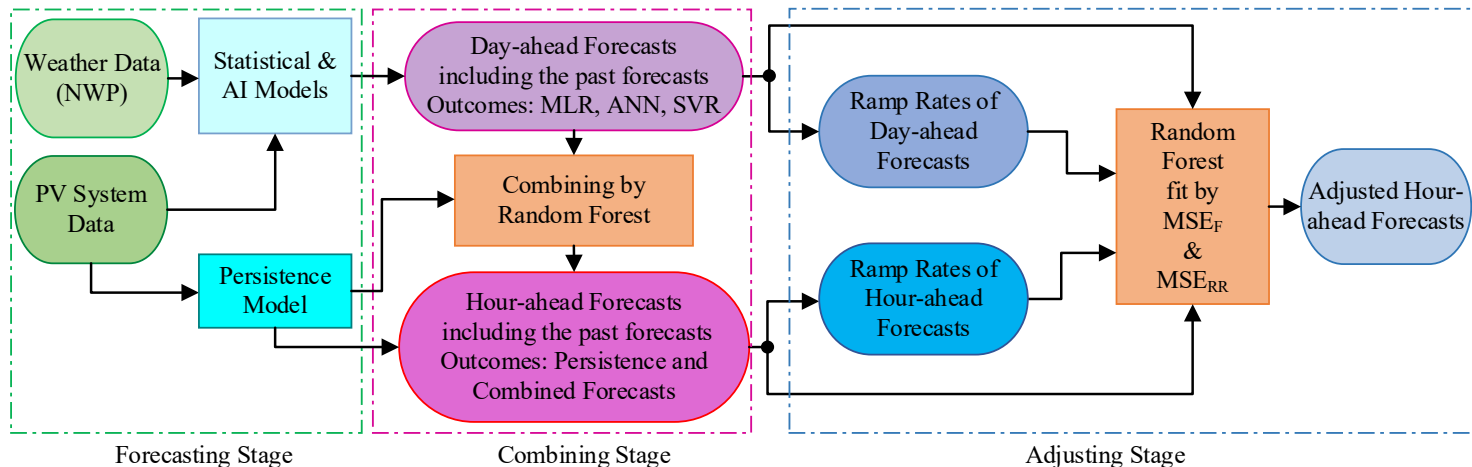 Weather Data
(NWP)
Statistical &
AI Models
PV System
Data
Persistence
Model
Forecasting Stage
Day-ahead Forecasts
including the past forecasts
Outcomes: MLR, ANN, SVR
Combining by
Random Forest
Hour-ahead Forecasts
including the past forecasts
Outcomes: Persistence and
Combined Forecasts
Combining Stage
Ramp Rates of
Day-ahead
Forecasts
Ramp Rates of
Hour-ahead
Forecasts
Random
Forest
fit by
MSE_F
&
MSE_RR
Adjusted Hour-
ahead Forecasts
Adjusting Stage